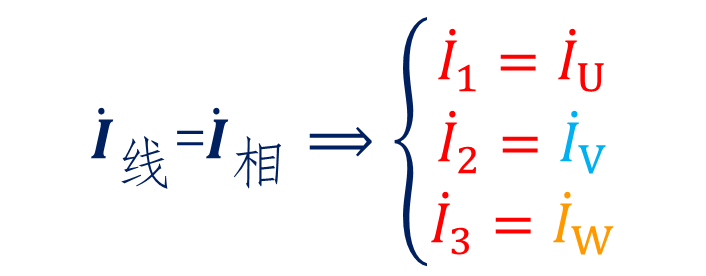 İ线=İ相⟹
İ1 = İU
İ2 = İV
İ3 = İW